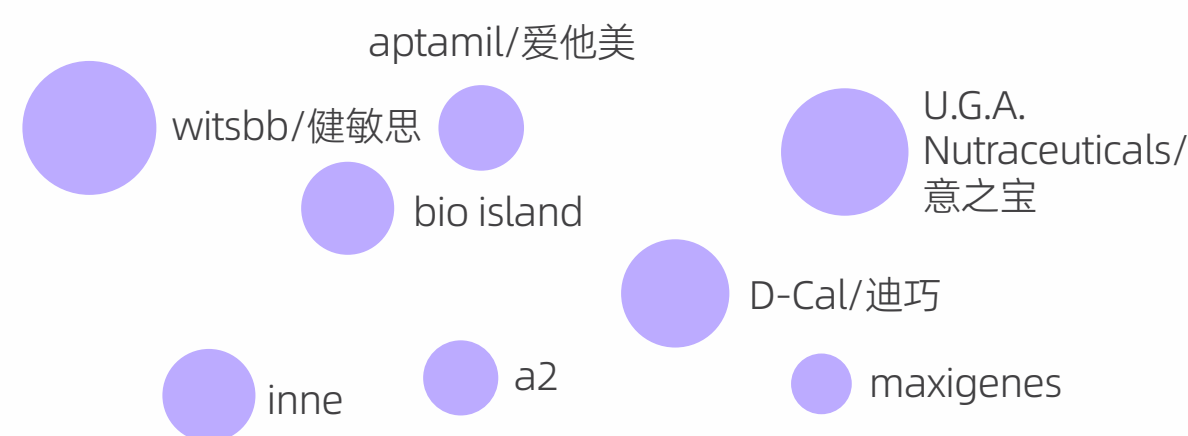 aptamil/爱他美
witsbb/健敏思
U.G.A.
Nutraceuticals/
意之宝
bio island
D-Cal/迪巧
a2
inne
maxigenes